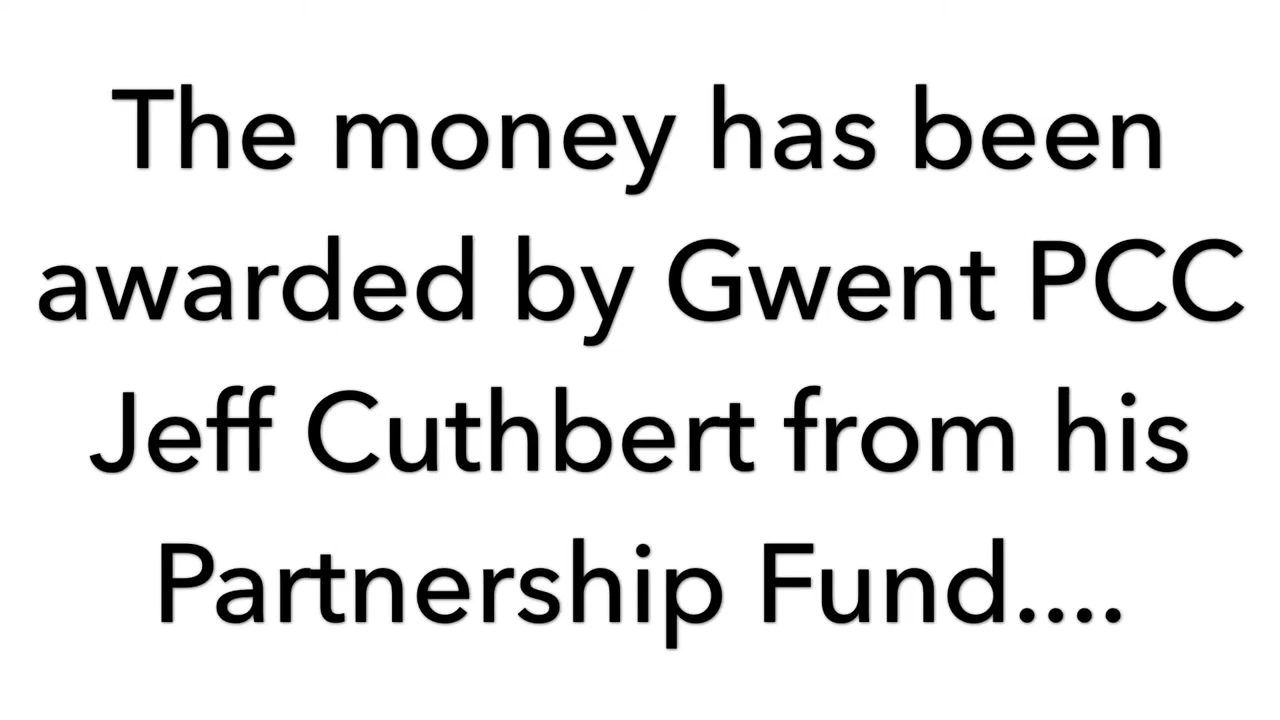 The money has been
awarded by Gwent PCC
Jeff Cuthbert from his
Partnership Fund....